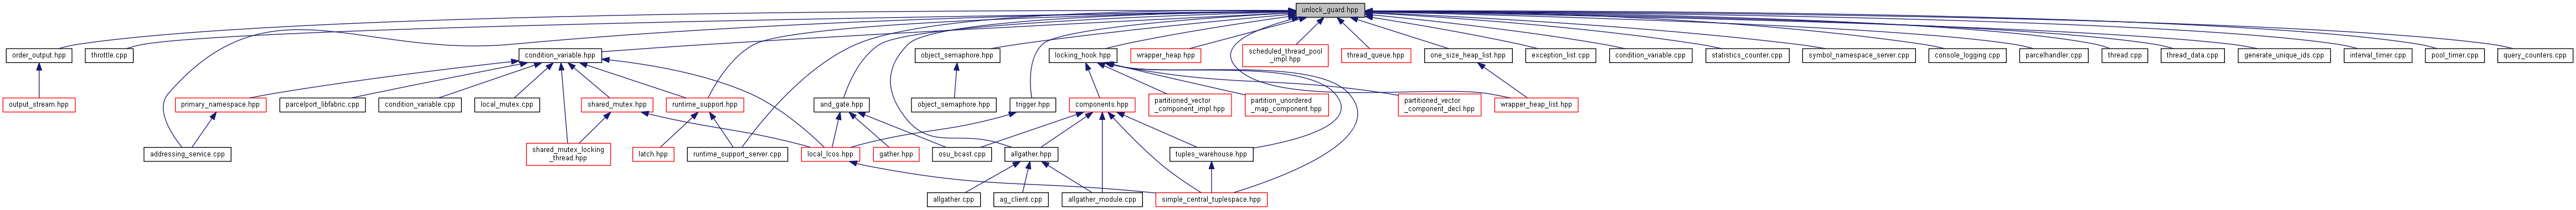 unlock_guard.hpp
order_output.hpp
throttle.cpp
condition_variable.hpp
object_semaphore.hpp
locking_hook.hpp
wrapper_heap.hpp
scheduled_thread_pool
_impl.hpp
thread_queue.hpp
one_size_heap_list.hpp
exception_list.cpp
condition_variable.cpp
statistics_counter.cpp
symbol_namespace_server.cpp
console_logging.cpp
parcelhandler.cpp
thread.cpp
thread_data.cpp
generate_unique_ids.cpp
interval_timer.cpp
pool_timer.cpp
query_counters.cpp
output_stream.hpp
primary_namespace.hpp
parcelport_libfabric.cpp
condition_variable.cpp
local_mutex.cpp
shared_mutex.hpp
runtime_support.hpp
and_gate.hpp
object_semaphore.hpp
trigger.hpp
components.hpp
partitioned_vector
_component_impl.hpp
partition_unordered
_map_component.hpp
partitioned_vector
_component_decl.hpp
wrapper_heap_list.hpp
addressing_service.cpp
shared_mutex_locking
_thread.hpp
latch.hpp
runtime_support_server.cpp
local_lcos.hpp
gather.hpp
osu_bcast.cpp
allgather.hpp
tuples_warehouse.hpp
allgather.cpp
ag_client.cpp
allgather_module.cpp
simple_central_tuplespace.hpp